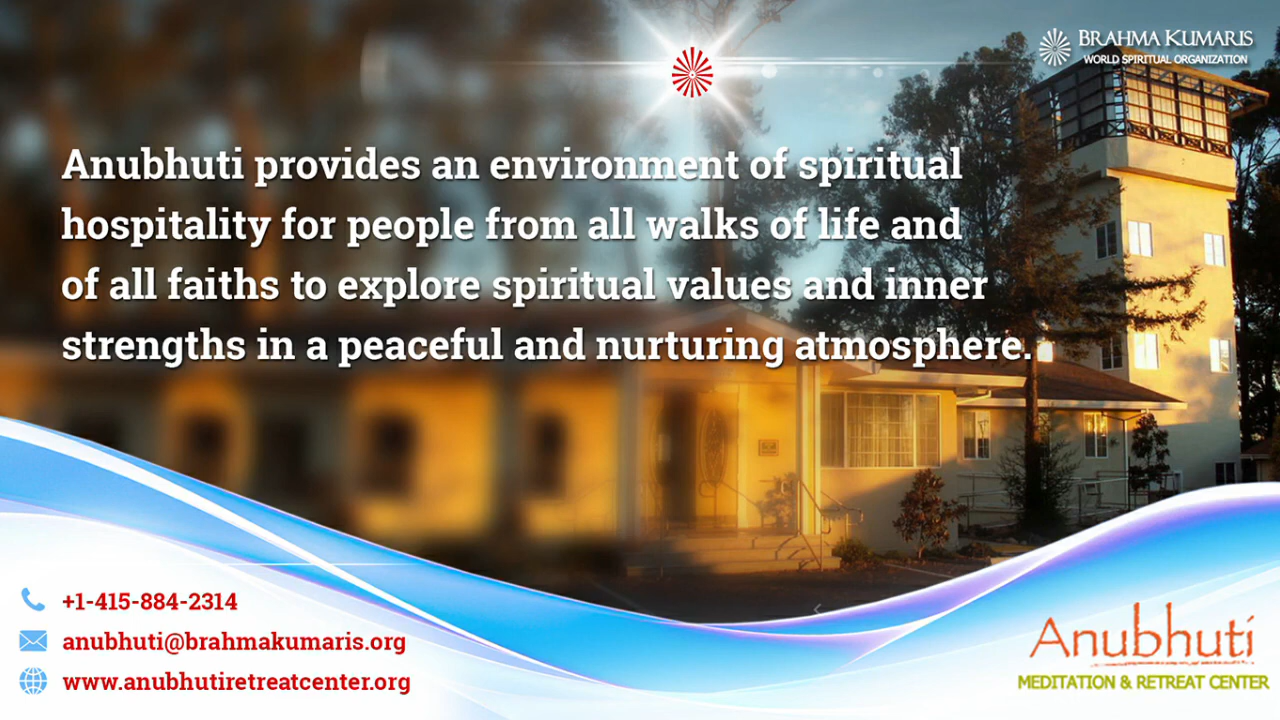 BRAHMA KUMARIS
WORLD SPIRITUAL ORGANIZATION
Anubhuti provides an environment of spiritual
hospitality for people from all walks of life and
of all faiths to explore spiritual values and inner
strengths in a peaceful and nurturing atmosphere.
+1-415-884-2314
anubhuti@brahmakumaris.org
www.anubhutiretreatcenter.org
Anubhuti
MEDITATION & RETREAT CENTER